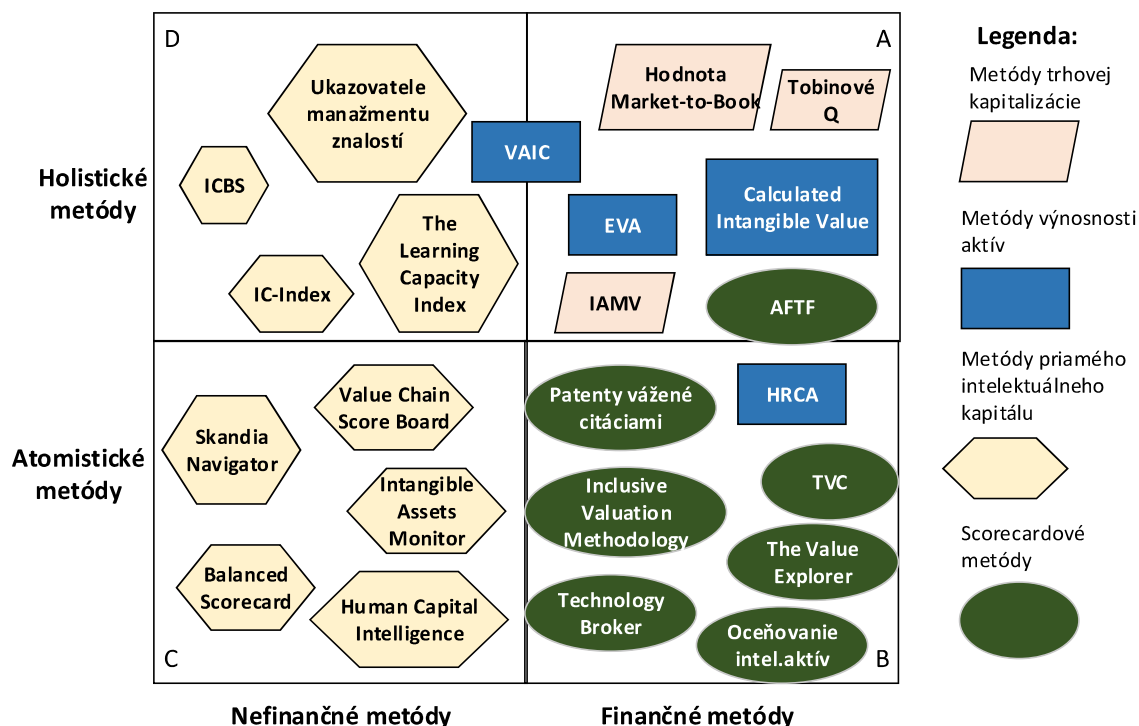 D
A
Ukazovatele
manažmentu
znalostí
ICBS
VAIC
The
Learning
Capacity
Index
IC-Index
Hodnota
Market-to-Book
Tobinové
Q
EVA
Calculated
Intangible Value
IAMV
AFTF
Holistické
metódy
Atomistické
metódy
Skandia
Navigator
Value Chain
Score Board
Intangible
Assets
Monitor
Balanced
Scorecard
Human Capital
Intelligence
C
Patenty vážené
citáciami
HRCA
Inclusive
Valuation
Methodology
TVC
The Value
Explorer
Technology
Broker
Oceňovanie
intel.aktív
B
Nefinančné metódy
Finančné metódy
Legenda:
Metódy trhovej
kapitalizácie
Metódy výnosnosti
aktív
Metódy priamého
intelektuálneho
kapitálu
Scorecardové
metódy